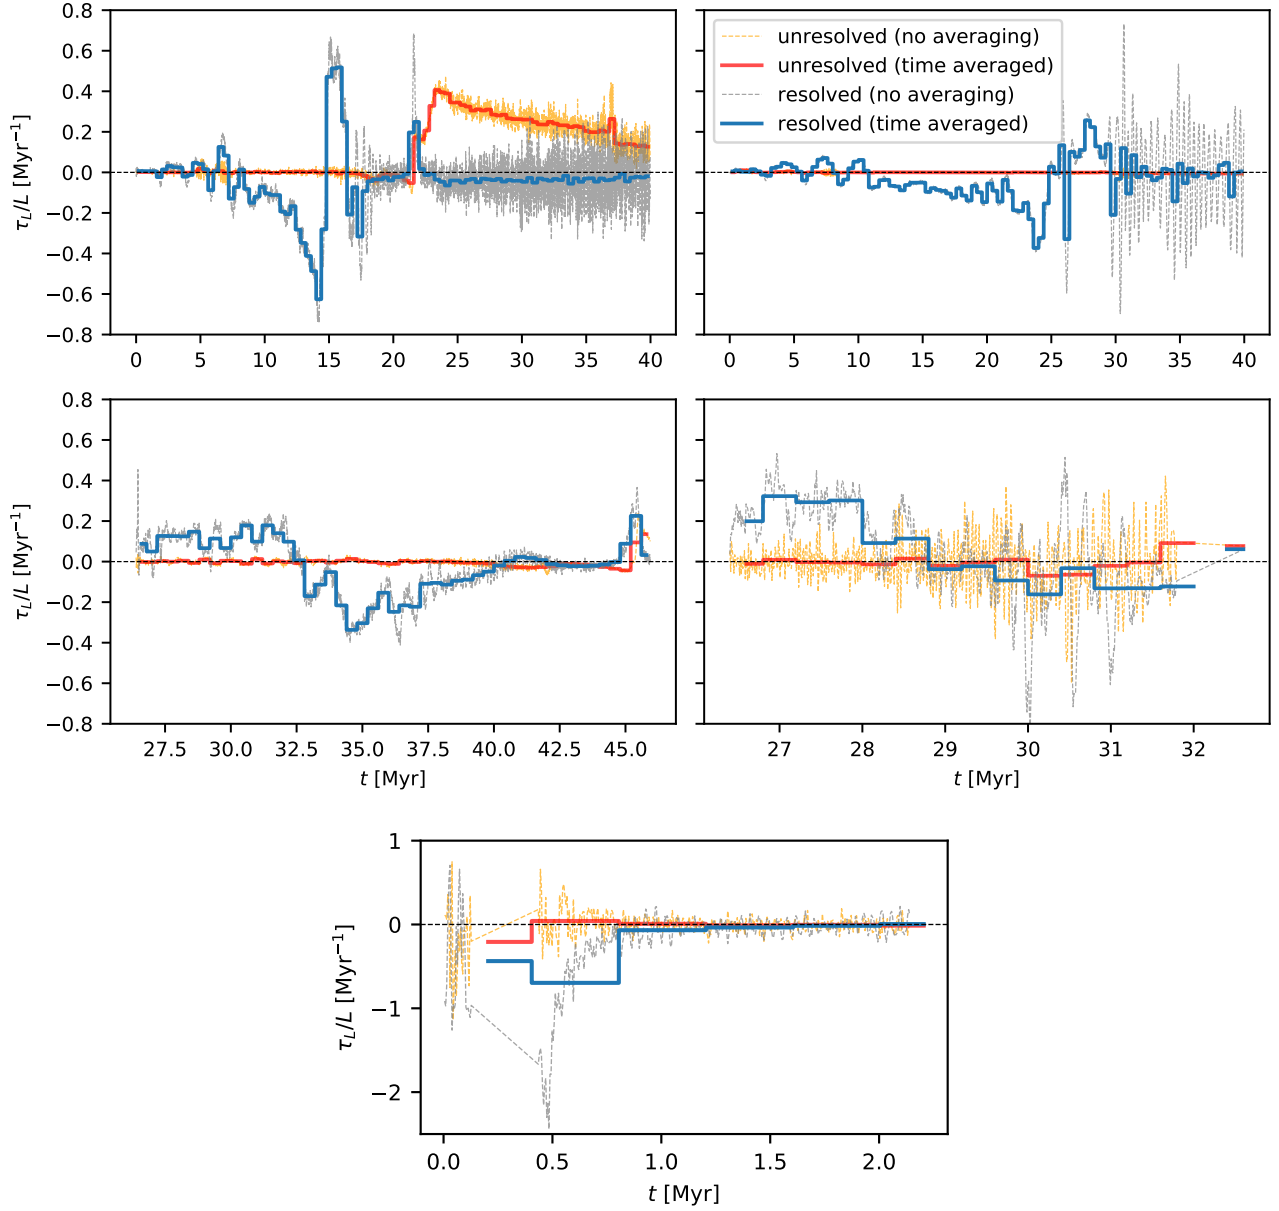 0.8
0.6
0.4
0.2
0.0
−0.2
−0.4
−0.6
−0.8
τ_L/L [Myr⁻¹]
0 5 10 15 20 25 30 35 40
unresolved (no averaging)
unresolved (time averaged)
resolved (no averaging)
resolved (time averaged)
0 5 10 15 20 25 30 35 40
0.8
0.6
0.4
0.2
0.0
−0.2
−0.4
−0.6
−0.8
τ_L/L [Myr⁻¹]
27.5 30.0 32.5 35.0 37.5 40.0 42.5 45.0
t [Myr]
27 28 29 30 31 32
t [Myr]
1
0
−1
−2
τ_L/L [Myr⁻¹]
0.0 0.5 1.0 1.5 2.0
t [Myr]